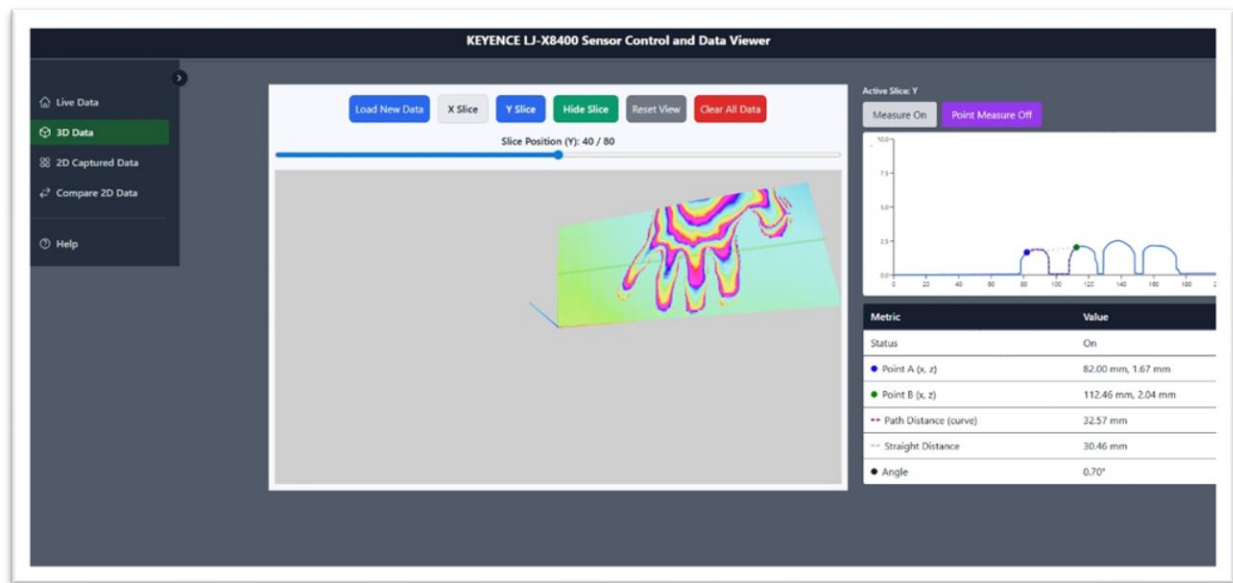 KEYENCE LJ-X8400 Sensor Control and Data Viewer
Live Data
3D Data
2D Captured Data
Compare 2D Data
Help
Load New Data X Slice Y Slice Hide Slice Reset View Clear All Data
Slice Position (Y): 40 / 80
Active Slice: Y
Measure On Point Measure Off
10.0
7.5
5.0
2.5
0.0
0 20 40 60 80 100 120 140 160 180
Metric Value
Status On
Point A (x, z) 82.00 mm, 1.67 mm
Point B (x, z) 112.46 mm, 2.04 mm
Path Distance (curve) 32.57 mm
Straight Distance 30.46 mm
Angle 0.70°